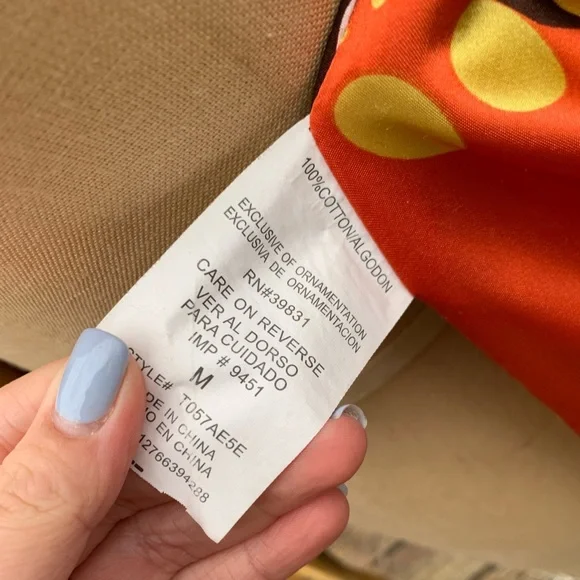 100%COTTON/ALGODON
EXCLUSIVE OF ORNAMENTATION
EXCLUSIVA DE ORNAMENTACION
RN#39831
CARE ON REVERSE
VER AL DORSO
PARA CUIDADO
IMP # 9451
M
STYLE# T057AE5E
DE IN CHINA
O EN CHINA
12766394288